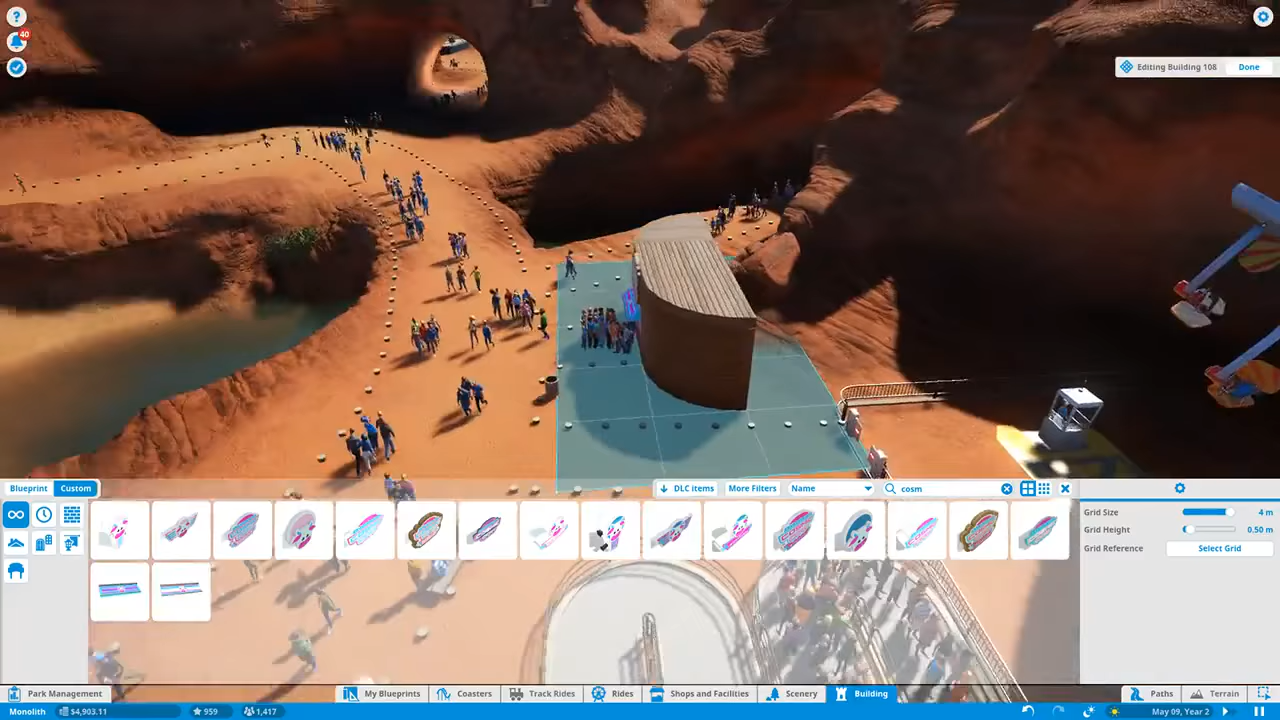 ?
40
Editing Building 108 Done
Blueprint Custom DLC items More Filters Name cosm
Grid Size 4 m
Grid Height 0.50 m
Grid Reference Select Grid
Park Management My Blueprints Coasters Track Rides Rides Shops and Facilities Scenery Building Paths Terrain
Monolith $4,903.11 959 1,417 May 09, Year 2